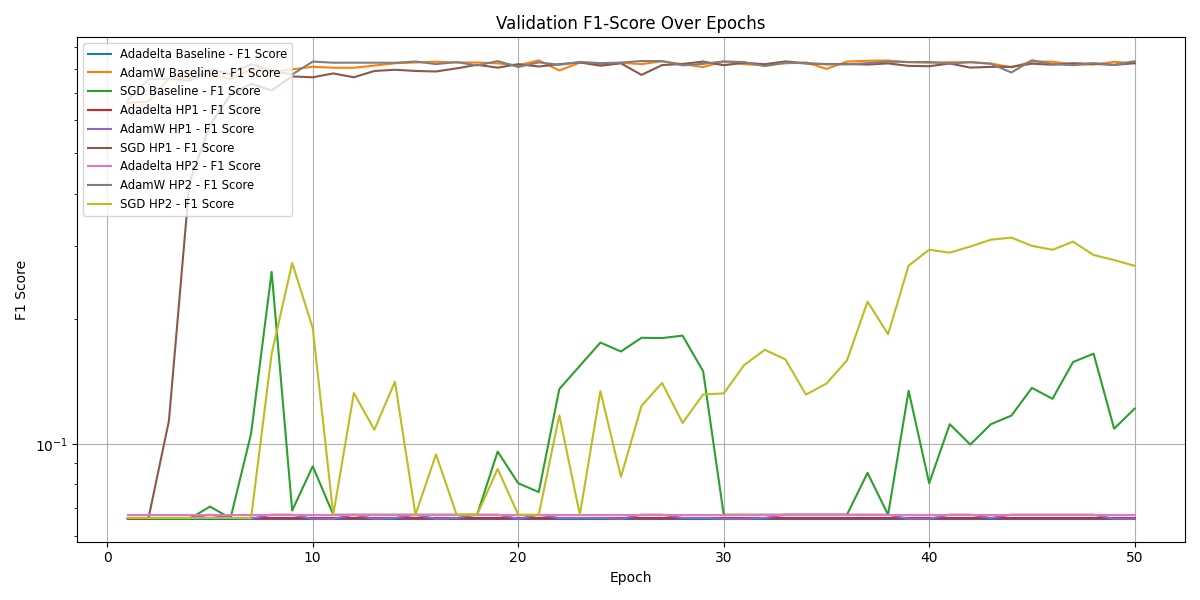 Validation F1-Score Over Epochs
Adadelta Baseline - F1 Score
AdamW Baseline - F1 Score
SGD Baseline - F1 Score
Adadelta HP1 - F1 Score
AdamW HP1 - F1 Score
SGD HP1 - F1 Score
Adadelta HP2 - F1 Score
AdamW HP2 - F1 Score
SGD HP2 - F1 Score
F1 Score
10⁻¹
0 10 20 30 40 50
Epoch